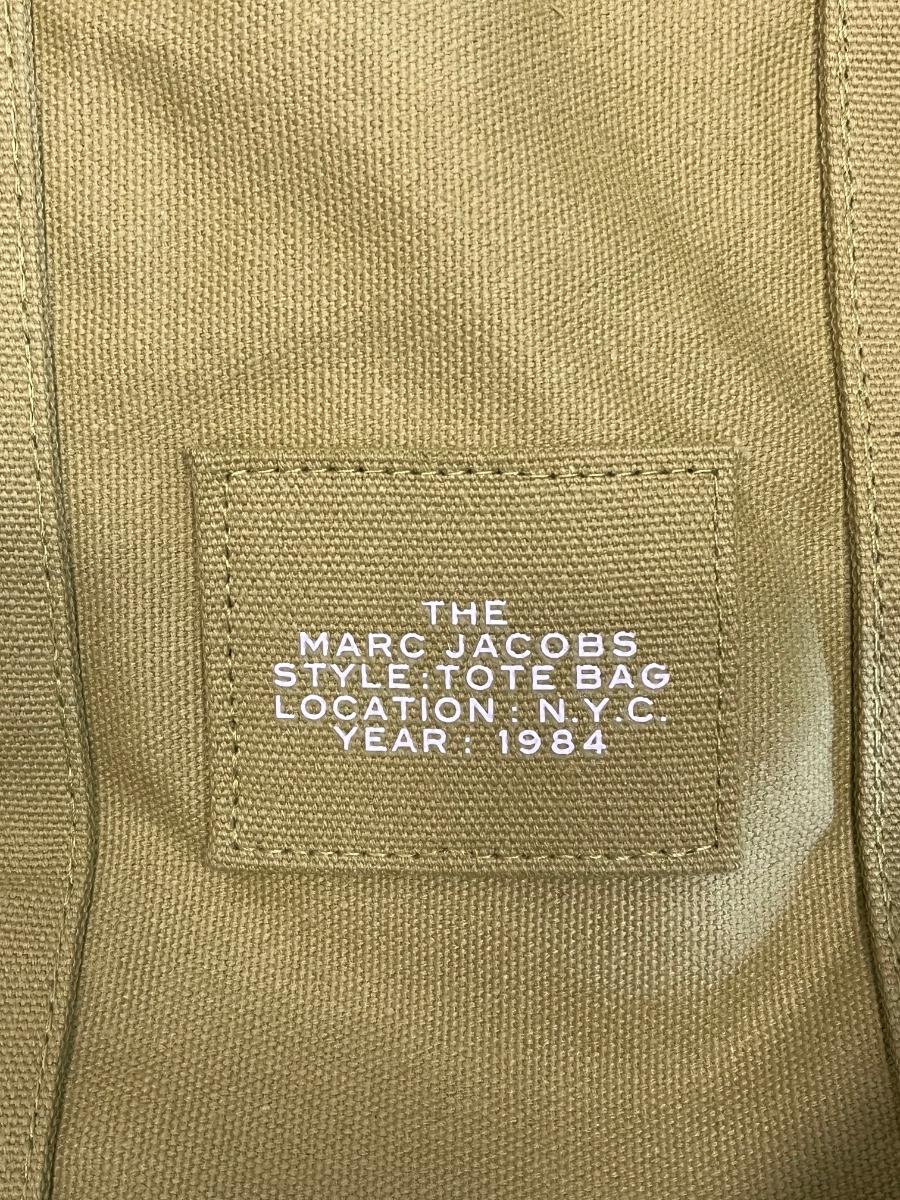 THE
MARC JACOBS
STYLE : TOTE BAG
LOCATION : N.Y.C.
YEAR : 1984